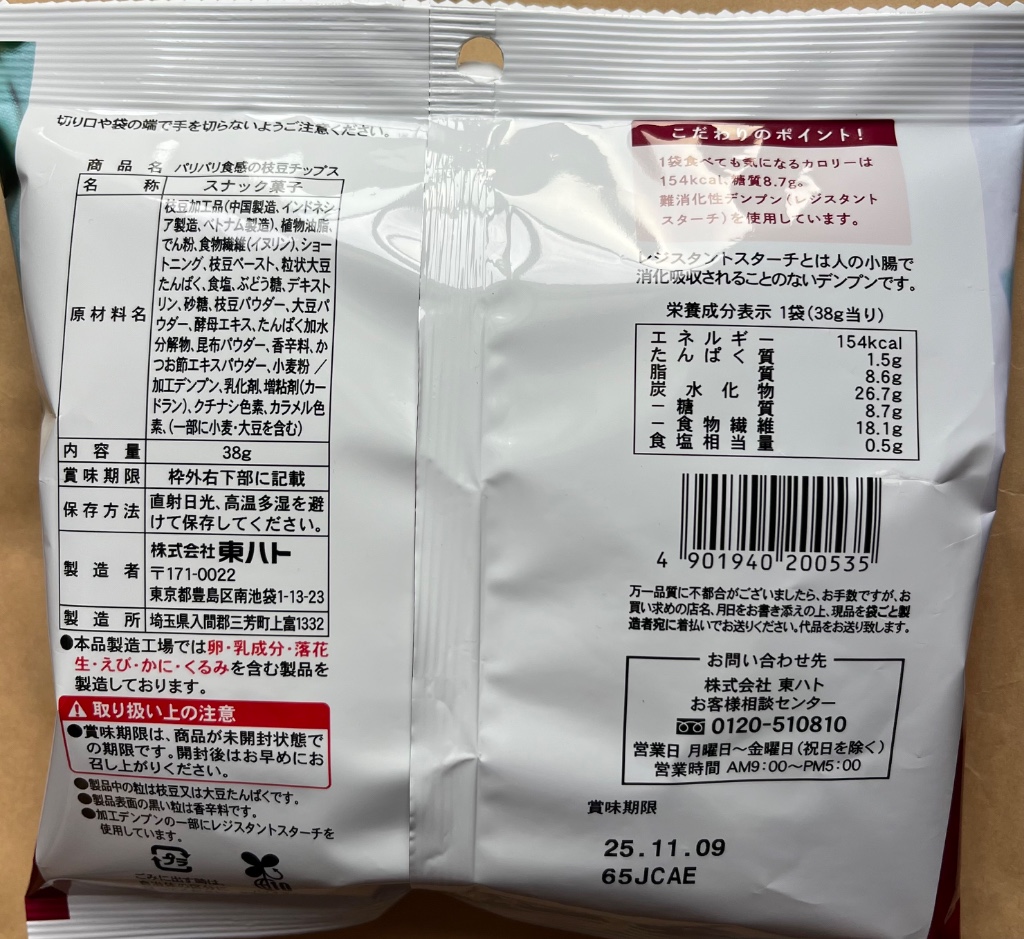 切り口や袋の端で手を切らないようご注意ください。
商品名 パリパリ食感の枝豆チップス
名称 スナック菓子
原材料名
枝豆加工品(中国製造、インドネシ
ア製造、ベトナム製造)、植物油脂、
でん粉、食物繊維(イヌリン)、ショー
トニング、枝豆ペースト、粒状大豆
たんぱく、食塩、ぶどう糖、デキスト
リン、砂糖、枝豆パウダー、大豆パ
ウダー、酵母エキス、たんぱく加水
分解物、昆布パウダー、香辛料、か
つお節エキスパウダー、小麦粉/
加工デンプン、乳化剤、増粘剤(カー
ドラン)、クチナシ色素、カラメル色
素、(一部に小麦・大豆を含む)
内容量 38g
賞味期限 枠外右下部に記載
保存方法 直射日光、高温多湿を避
けて保存してください。
製造者 株式会社東ハト
〒171-0022
東京都豊島区南池袋1-13-23
製造所 埼玉県入間郡三芳町上富1332
●本品製造工場では卵・乳成分・落花
生・えび・かに・くるみを含む製品を
製造しております。
取り扱い上の注意
●賞味期限は、商品が未開封状態で
の期限です。開封後はお早めにお
召し上がりください。
●製品中の粒は枝豆又は大豆たんぱくです。
●製品表面の黒い粒は香辛料です。
●加工デンプンの一部にレジスタントスターチを
使用しています。
プラ
ごみに出す時は、
こだわりのポイント!
1袋食べても気になるカロリーは
154kcal、糖質8.7g。
難消化性デンプン(レジスタント
スターチ)を使用しています。
レジスタントスターチとは人の小腸で
消化吸収されることのないデンプンです。
栄養成分表示 1袋(38g当り)
エネルギー 154kcal
たんぱく質 1.5g
脂質 8.6g
炭水化物 26.7g
ー糖質 8.7g
ー食物繊維 18.1g
食塩相当量 0.5g
4 901940 200535
万一品質に不都合がございましたら、お手数ですが、お
買い求めの店名、月日をお書き添えの上、現品を袋ごと製
造者宛に着払いでお送りください。代品をお送り致します。
お問い合わせ先
株式会社 東ハト
お客様相談センター
0120-510810
営業日 月曜日〜金曜日(祝日を除く)
営業時間 AM9:00〜PM5:00
賞味期限
25.11.09
65JCAE